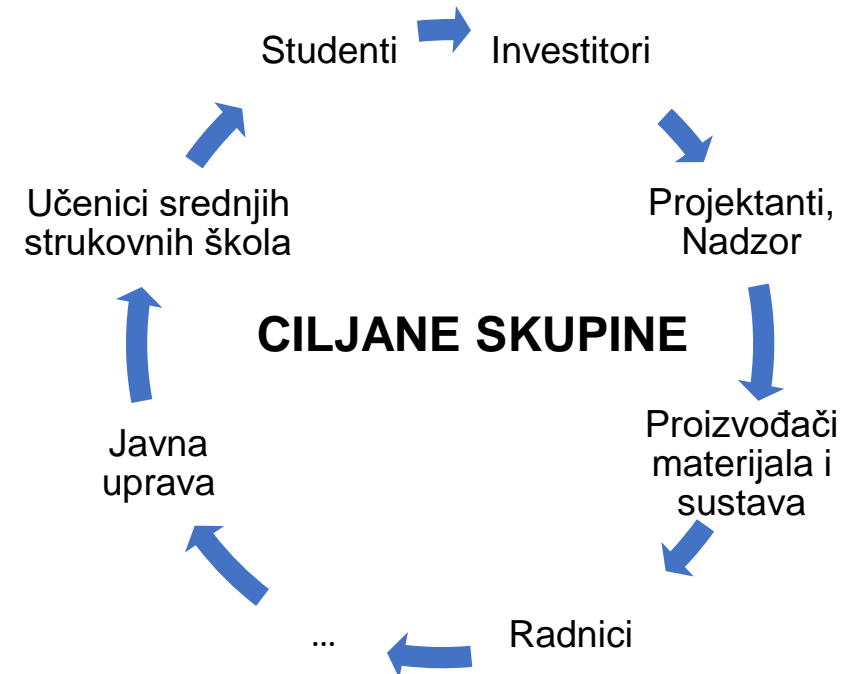 Studenti
Investitori
Projektanti,
Nadzor
Proizvođači
materijala i
sustava
Radnici
...
Javna
uprava
Učenici srednjih
strukovnih škola
CILJANE SKUPINE